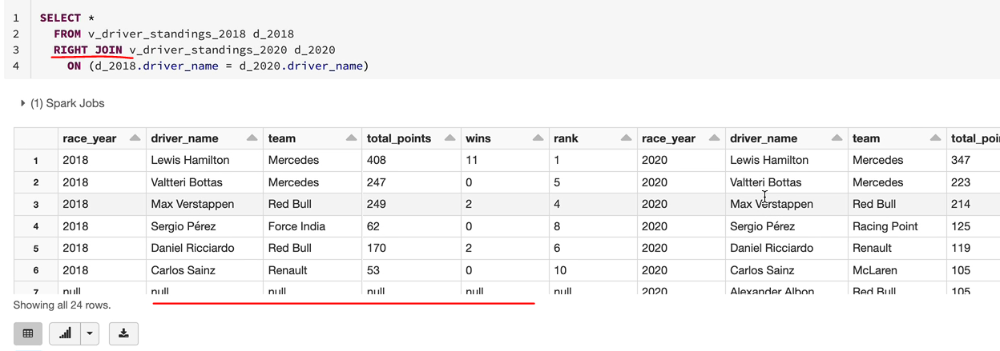 1 SELECT *
2 FROM v_driver_standings_2018 d_2018
3 RIGHT JOIN v_driver_standings_2020 d_2020
4 ON (d_2018.driver_name = d_2020.driver_name)
(1) Spark Jobs
race_year driver_name team total_points wins rank race_year driver_name team total_poi
1 2018 Lewis Hamilton Mercedes 408 11 1 2020 Lewis Hamilton Mercedes 347
2 2018 Valtteri Bottas Mercedes 247 0 5 2020 Valtteri Bottas Mercedes 223
3 2018 Max Verstappen Red Bull 249 2 4 2020 Max Verstappen Red Bull 214
4 2018 Sergio Pérez Force India 62 0 8 2020 Sergio Pérez Racing Point 125
5 2018 Daniel Ricciardo Red Bull 170 2 6 2020 Daniel Ricciardo Renault 119
6 2018 Carlos Sainz Renault 53 0 10 2020 Carlos Sainz McLaren 105
7 null null null null null null 2020 Alexander Albon Red Bull 105
Showing all 24 rows.